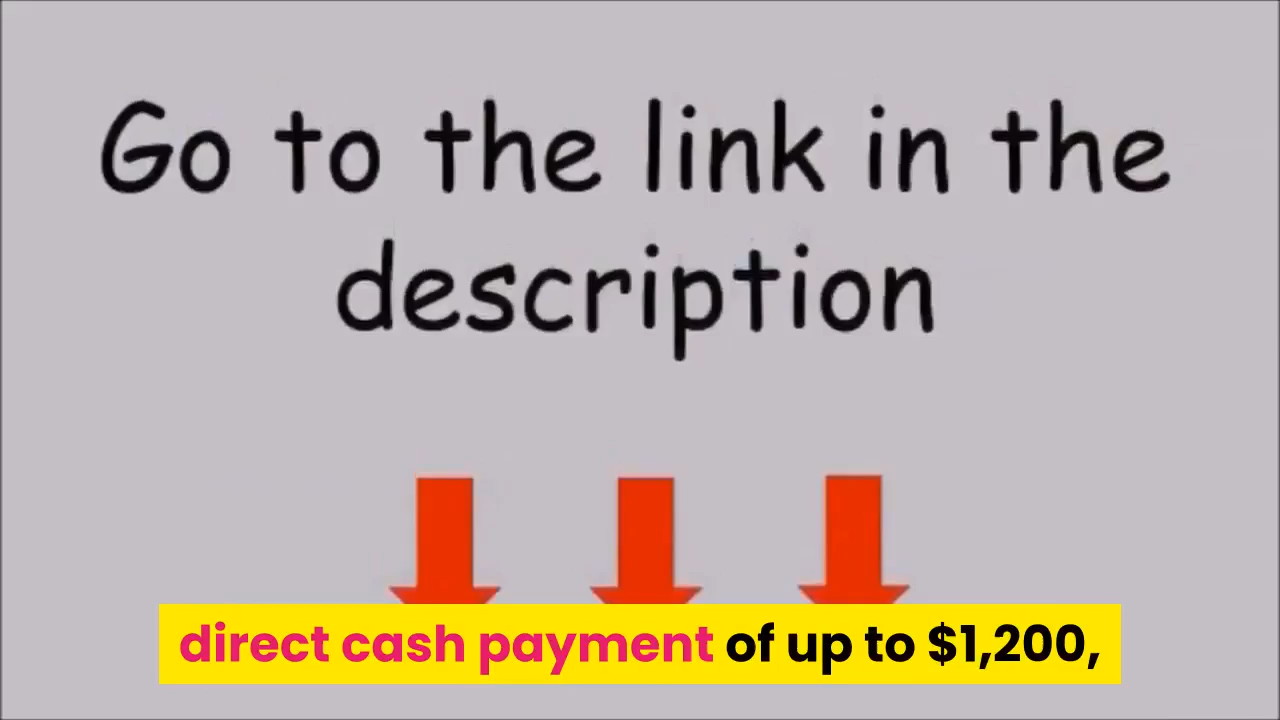 Go to the link in the
description
direct cash payment of up to $1,200,